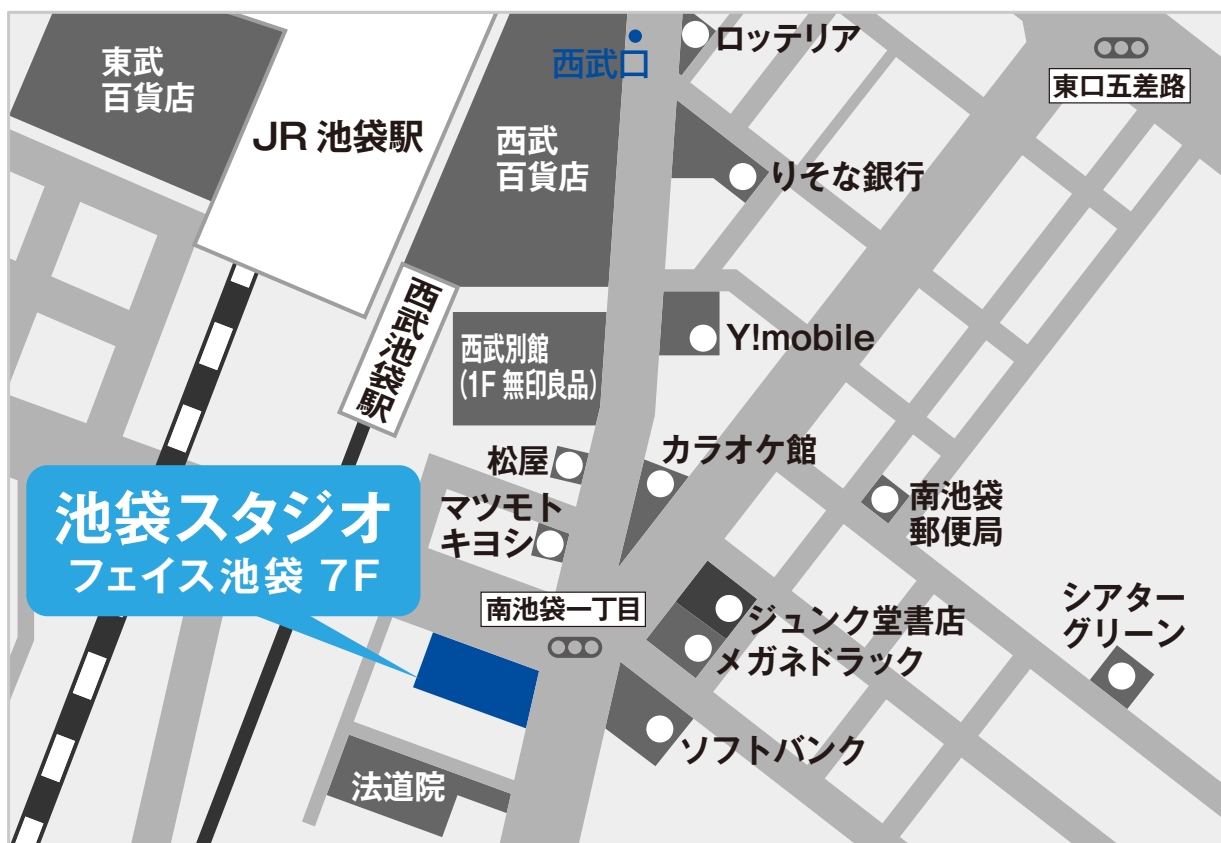 東武
百貨店
JR 池袋駅
西武口
ロッテリア
東口五差路
西武
百貨店
りそな銀行
西武池袋駅
西武別館
(1F 無印良品)
Y!mobile
松屋
カラオケ館
マツモト
キヨシ
南池袋
郵便局
池袋スタジオ
フェイス池袋 7F
南池袋一丁目
ジュンク堂書店
メガネドラック
シアター
グリーン
ソフトバンク
法道院